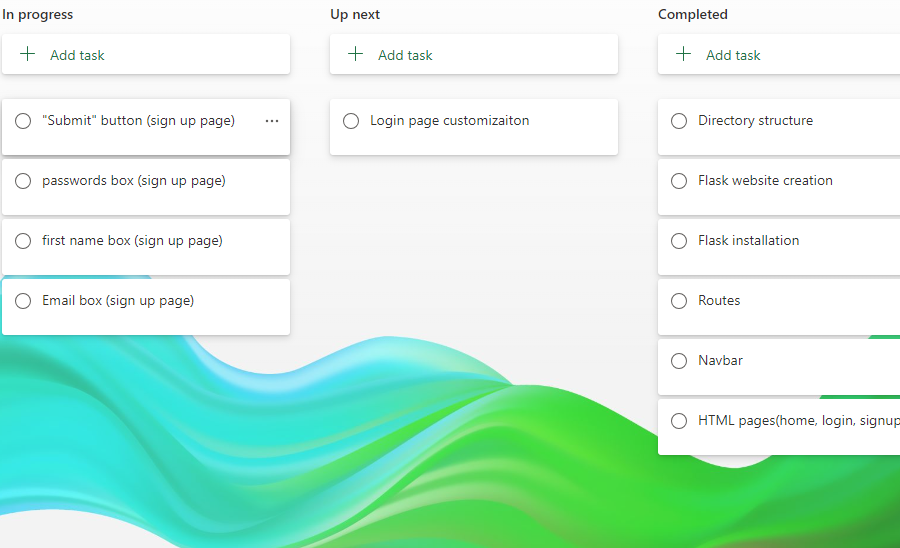 In progress
Add task
"Submit" button (sign up page)
passwords box (sign up page)
first name box (sign up page)
Email box (sign up page)
Up next
Add task
Login page customizaiton
Completed
Add task
Directory structure
Flask website creation
Flask installation
Routes
Navbar
HTML pages(home, login, signup